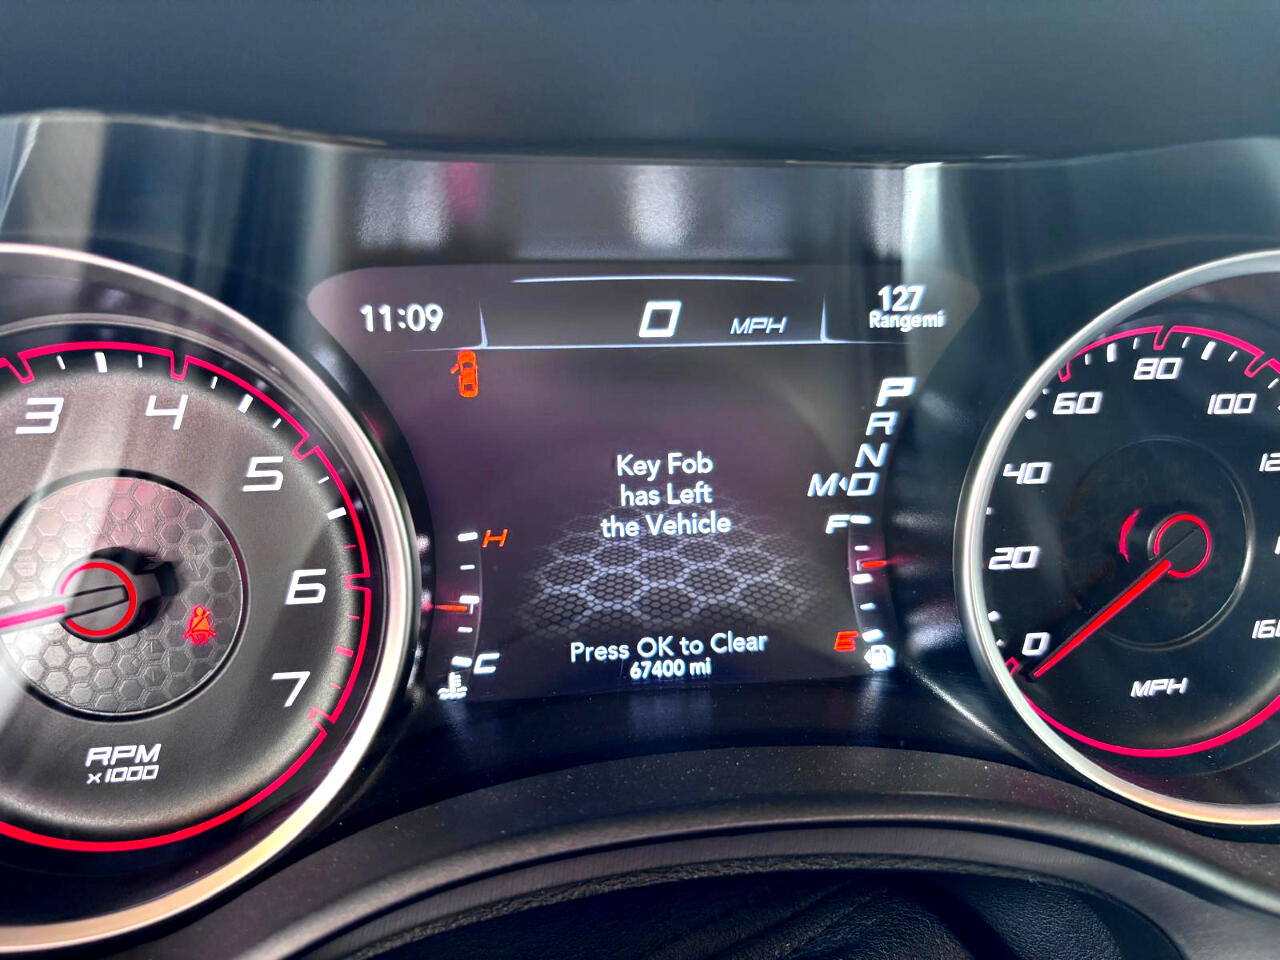 11:09
0 MPH
127
Rangemi
P
R
N
M D
Key Fob
has Left
the Vehicle
Press OK to Clear
67400 mi
H
C
F
E
3
4
5
6
7
RPM
x1000
0
20
40
60
80
100
MPH